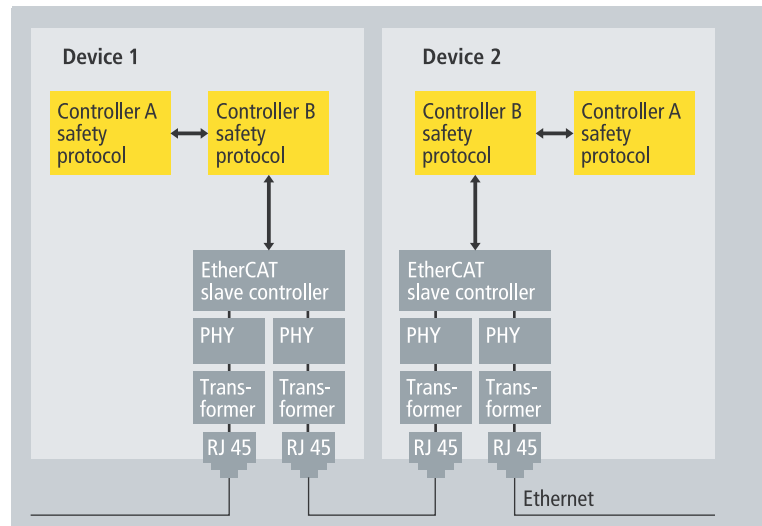 Device 1
Controller A
safety
protocol
Controller B
safety
protocol
EtherCAT
slave controller
PHY
PHY
Trans-
former
Trans-
former
RJ 45
RJ 45
Device 2
Controller B
safety
protocol
Controller A
safety
protocol
EtherCAT
slave controller
PHY
PHY
Trans-
former
Trans-
former
RJ 45
RJ 45
Ethernet